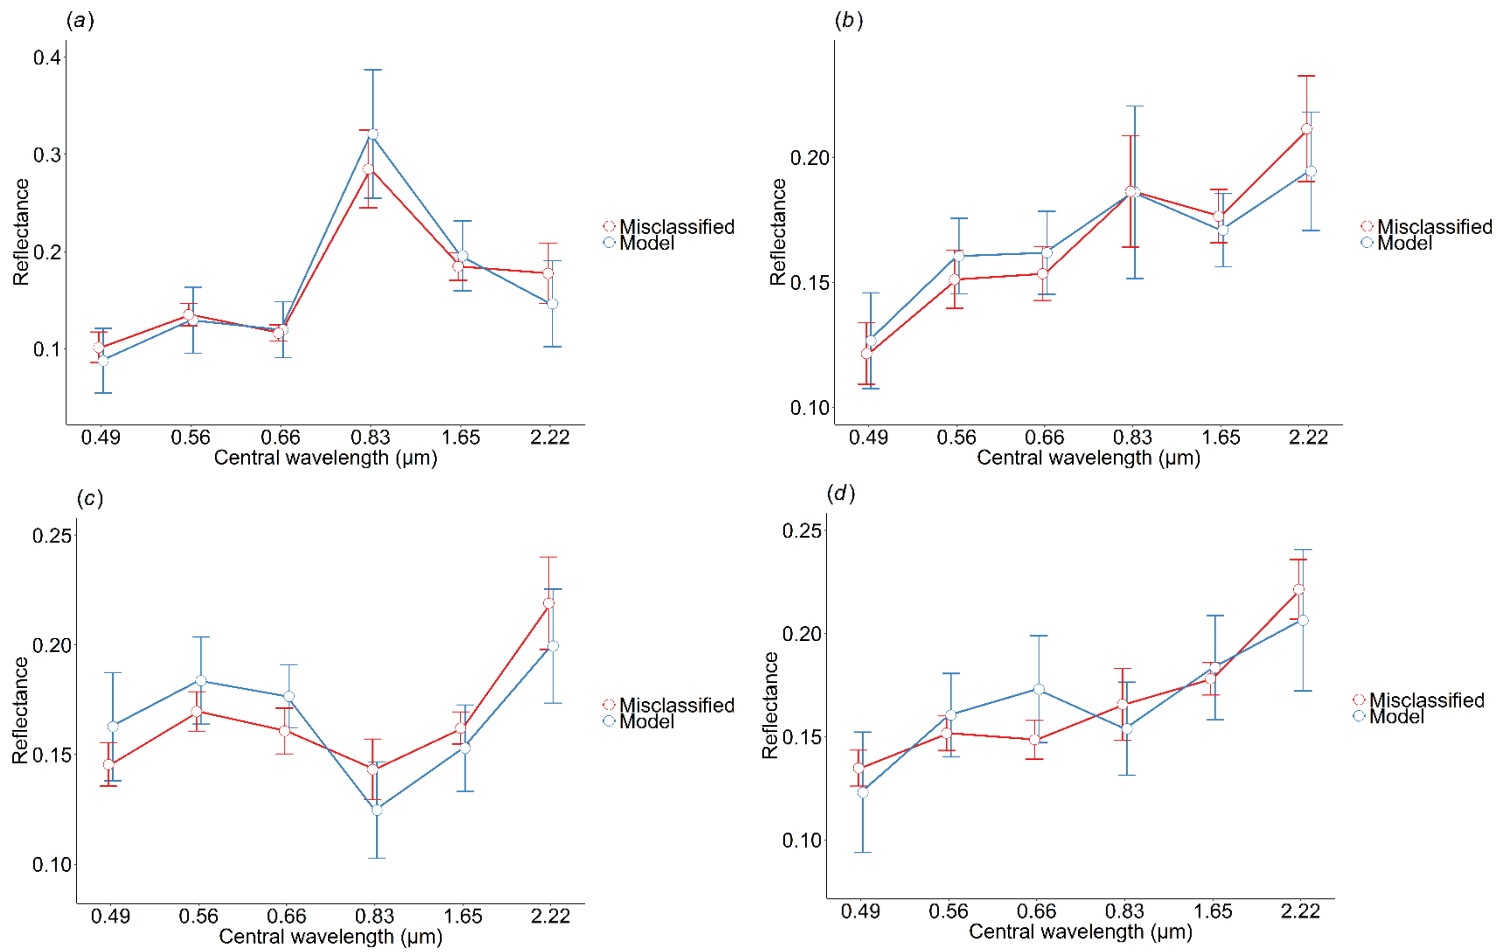 (a)
0.4
0.3
0.2
0.1
Reflectance
0.49 0.56 0.66 0.83 1.65 2.22
Central wavelength (µm)
Misclassified
Model
(b)
0.20
0.15
0.10
Reflectance
0.49 0.56 0.66 0.83 1.65 2.22
Central wavelength (µm)
Misclassified
Model
(c)
0.25
0.20
0.15
0.10
Reflectance
0.49 0.56 0.66 0.83 1.65 2.22
Central wavelength (µm)
Misclassified
Model
(d)
0.25
0.20
0.15
0.10
Reflectance
0.49 0.56 0.66 0.83 1.65 2.22
Central wavelength (µm)
Misclassified
Model